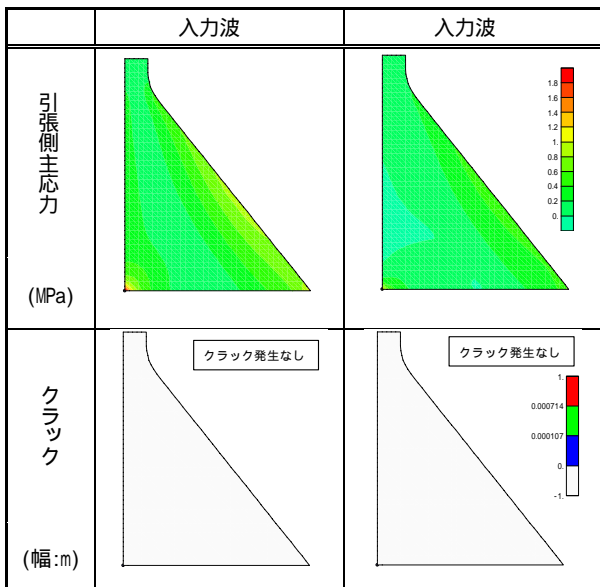 入力波
入力波
引張側主応力
(MPa)
1.8
1.6
1.4
1.2
1.
0.8
0.6
0.4
0.2
0.
クラック
(幅:m)
クラック発生なし
クラック発生なし
1.
0.000714
0.000107
0.
-1.